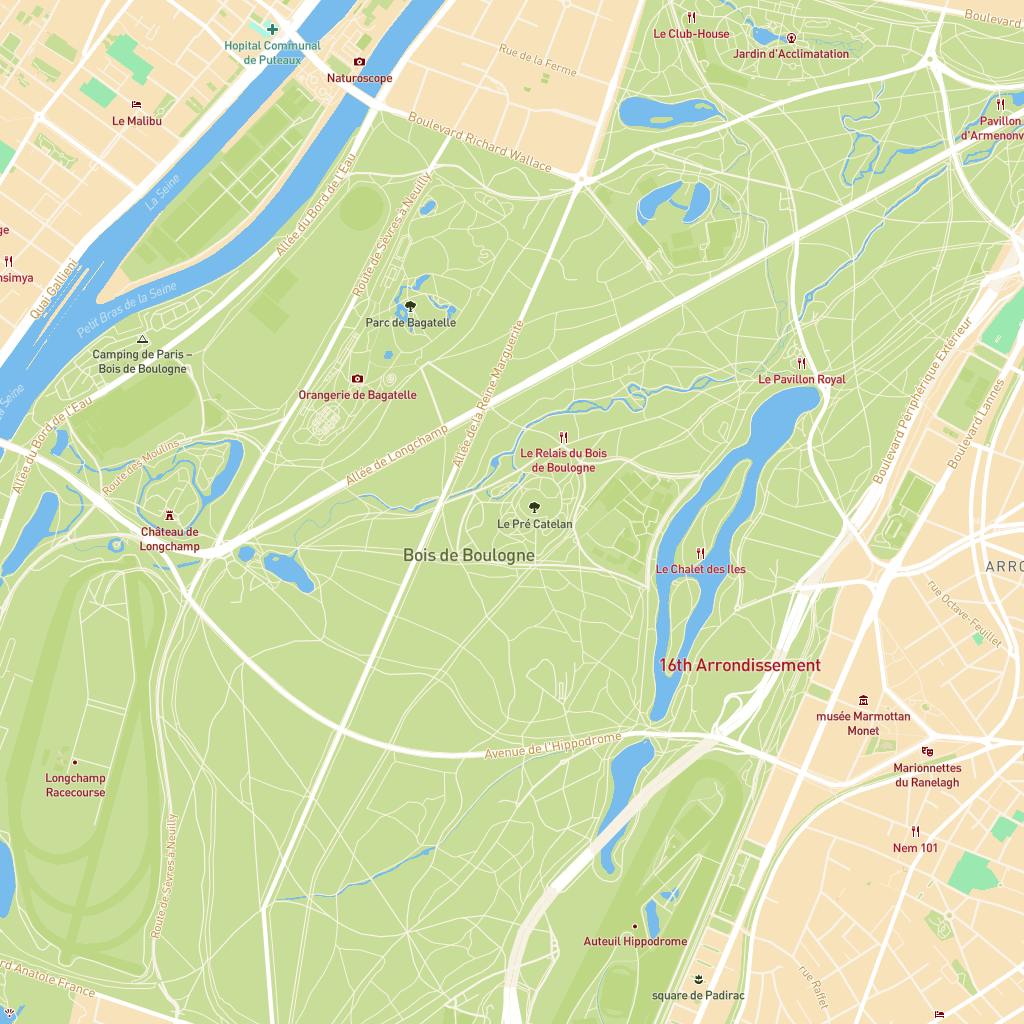 Boulevard
Le Club-House
Jardin d'Acclimatation
Hopital Communal
de Puteaux
Rue de la Ferme
Naturoscope
Le Malibu
Pavillon
Boulevard Richard Wallace
La Seine
Allée du Bord de l'Eau
Route de Sèvres à Neuilly
Quai Gallieni
Petit Bras de la Seine
Parc de Bagatelle
Camping de Paris –
Bois de Boulogne
Allée de la Reine Marguerite
Boulevard Périphérique Extérieur
Le Pavillon Royal
Orangerie de Bagatelle
Boulevard Lannes
Allée du Bord de l'Eau
Route des Moulins
Allée de Longchamp
Le Relais du Bois
de Boulogne
Le Pré Catelan
Château de
Longchamp
Bois de Boulogne
Le Chalet des Iles
rue Octave-Feuillet
16th Arrondissement
musée Marmottan
Monet
Avenue de l'Hippodrome
Marionnettes
du Ranelagh
Longchamp
Racecourse
Nem 101
Route de Sèvres à Neuilly
Auteuil Hippodrome
square de Padirac
rue Raffet
Anatole France